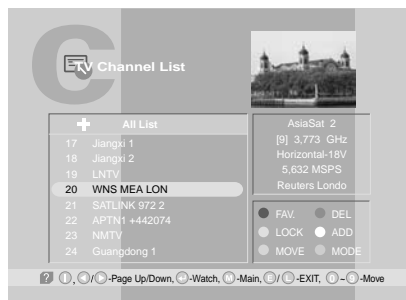 TV Channel List
All List
17 Jiangxi 1
18 Jiangxi 2
19 LNTV
20 WNS MEA LON
21 SATLINK 972 2
22 APTN1 +442074
23 NMTV
24 Guangdong 1
AsiaSat 2
[9] 3,773 GHz
Horizontal-18V
5,632 MSPS
Reuters Londo
FAV. DEL
LOCK ADD
MOVE MODE
-Page Up/Down, -Watch, M-Main, E/L-EXIT, 0~9-Move